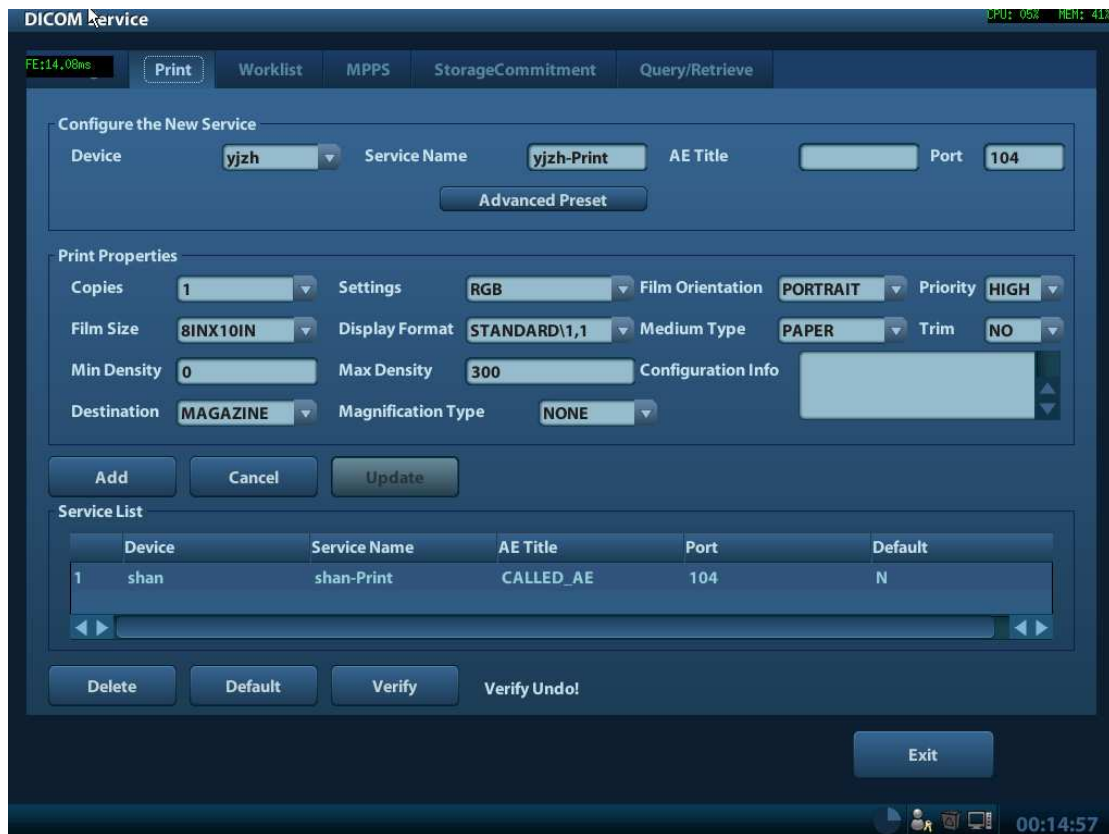 DICOM Service
CPU: 05% MEM: 41%
FE:14.08ms Print Worklist MPPS StorageCommitment Query/Retrieve
Configure the New Service
Device yjzh Service Name yjzh-Print AE Title Port 104
Advanced Preset
Print Properties
Copies 1 Settings RGB Film Orientation PORTRAIT Priority HIGH
Film Size 8INX10IN Display Format STANDARD\1,1 Medium Type PAPER Trim NO
Min Density 0 Max Density 300 Configuration Info
Destination MAGAZINE Magnification Type NONE
Add Cancel Update
Service List
Device Service Name AE Title Port Default
1 shan shan-Print CALLED_AE 104 N
Delete Default Verify Verify Undo!
Exit
00:14:57